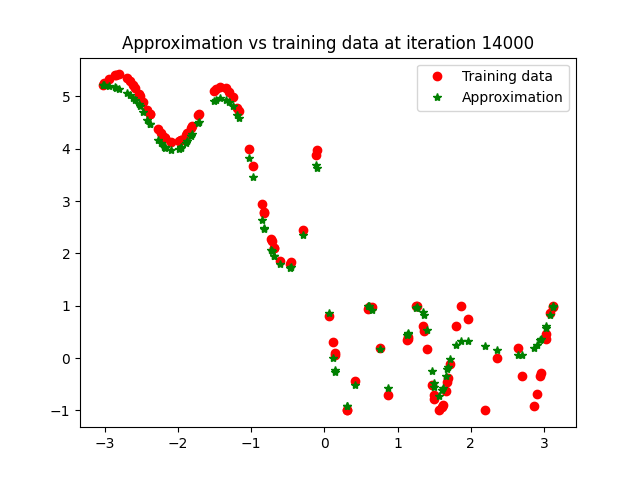 Approximation vs training data at iteration 14000
Training data
Approximation
5
4
3
2
1
0
−1
−3 −2 −1 0 1 2 3